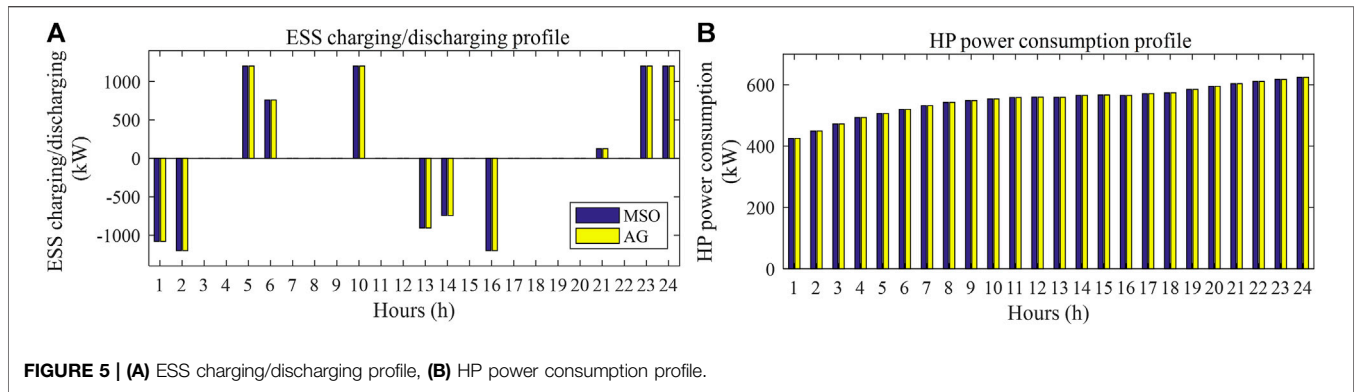 A
ESS charging/discharging profile
ESS charging/discharging
(kW)
1000
500
0
-500
-1000
MSO
AG
1 2 3 4 5 6 7 8 9 10 11 12 13 14 15 16 17 18 19 20 21 22 23 24
Hours (h)
B
HP power consumption profile
HP power consumption
(kW)
600
400
200
0
1 2 3 4 5 6 7 8 9 10 11 12 13 14 15 16 17 18 19 20 21 22 23 24
Hours (h)
FIGURE 5 | (A) ESS charging/discharging profile, (B) HP power consumption profile.